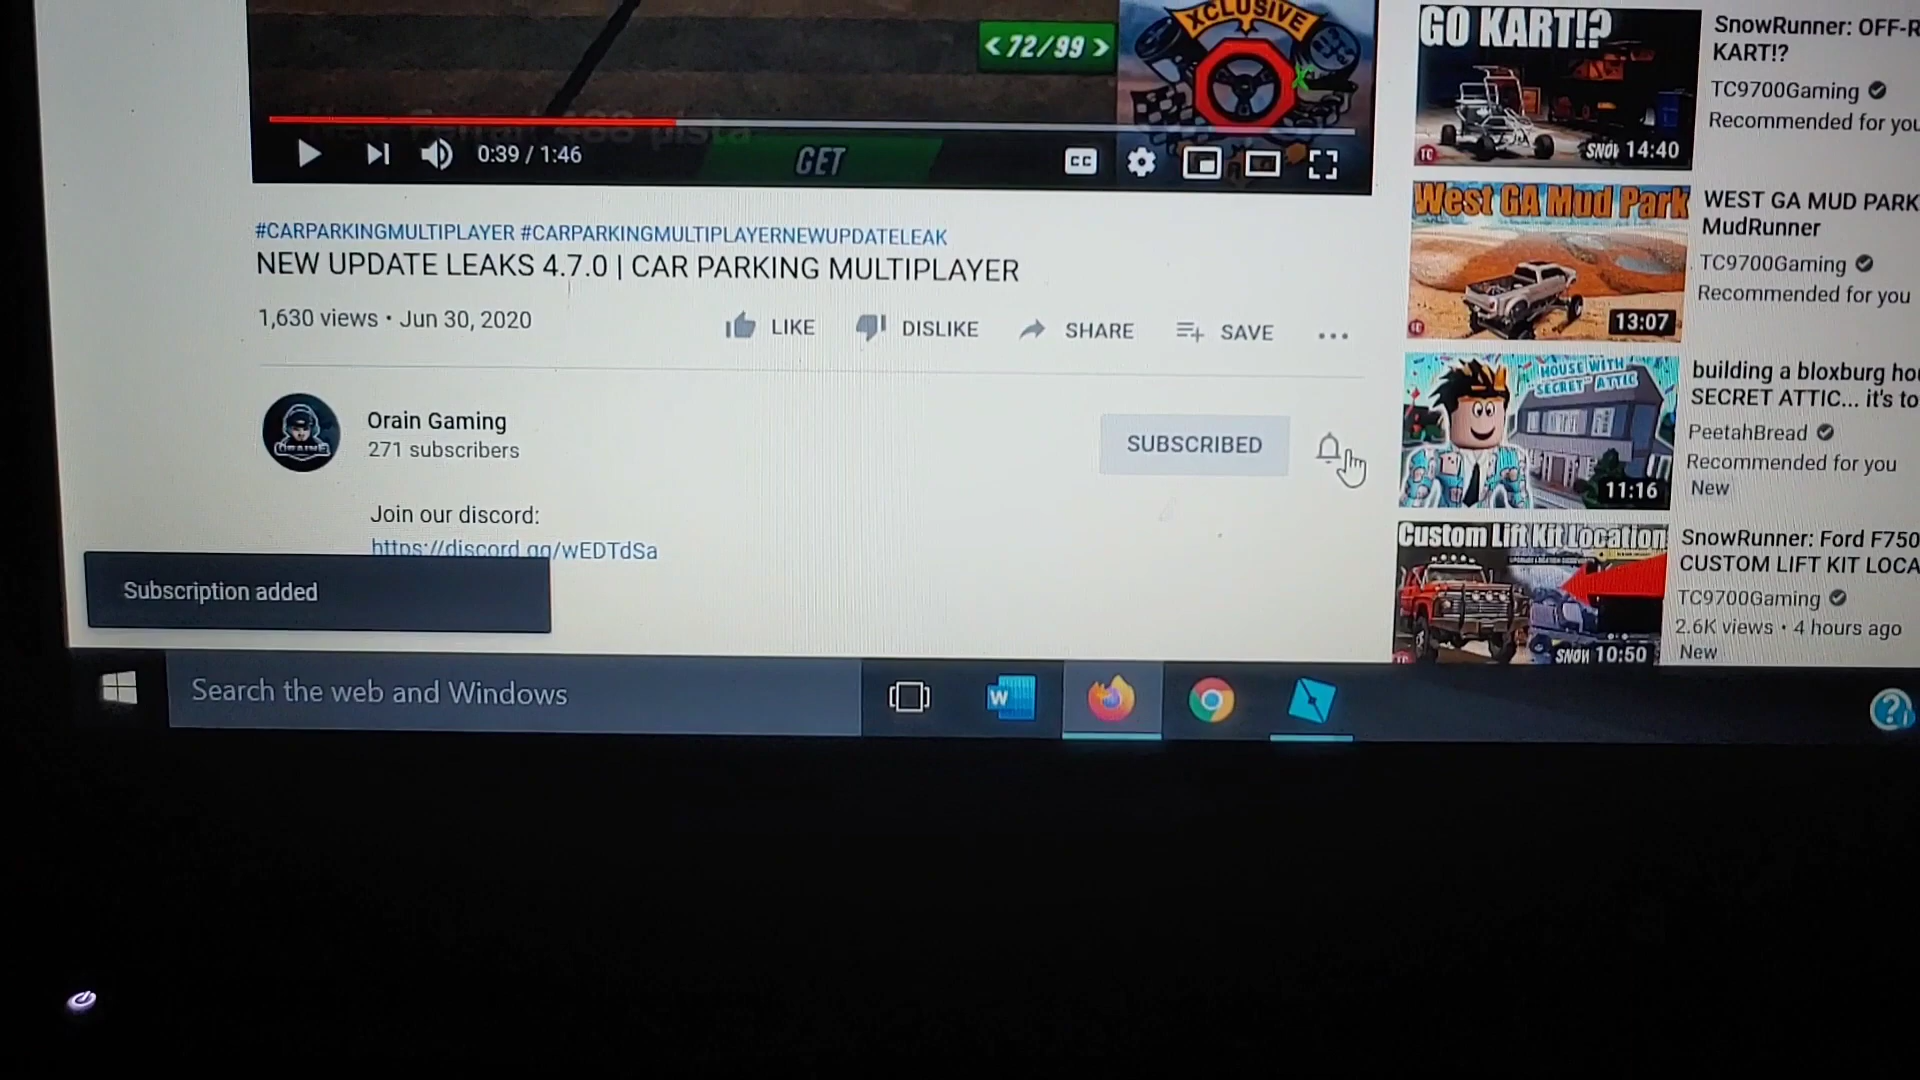 XCLUSIVE
< 72/99 >
0:39 / 1:46
GET
CC
#CARPARKINGMULTIPLAYER #CARPARKINGMULTIPLAYERNEWUPDATELEAK
NEW UPDATE LEAKS 4.7.0 | CAR PARKING MULTIPLAYER
1,630 views • Jun 30, 2020
LIKE
DISLIKE
SHARE
SAVE
Orain Gaming
271 subscribers
SUBSCRIBED
Join our discord:
https://discord.gg/wEDTdSa
Subscription added
GO KART!?
14:40
SnowRunner: OFF-R
KART!?
TC9700Gaming
Recommended for you
West GA Mud Park
13:07
WEST GA MUD PARK
MudRunner
TC9700Gaming
Recommended for you
HOUSE WITH
SECRET ATTIC
11:16
building a bloxburg hou
SECRET ATTIC... it's to
PeetahBread
Recommended for you
New
Custom Lift Kit Location
10:50
SnowRunner: Ford F750
CUSTOM LIFT KIT LOCA
TC9700Gaming
2.6K views • 4 hours ago
New
Search the web and Windows
W
?